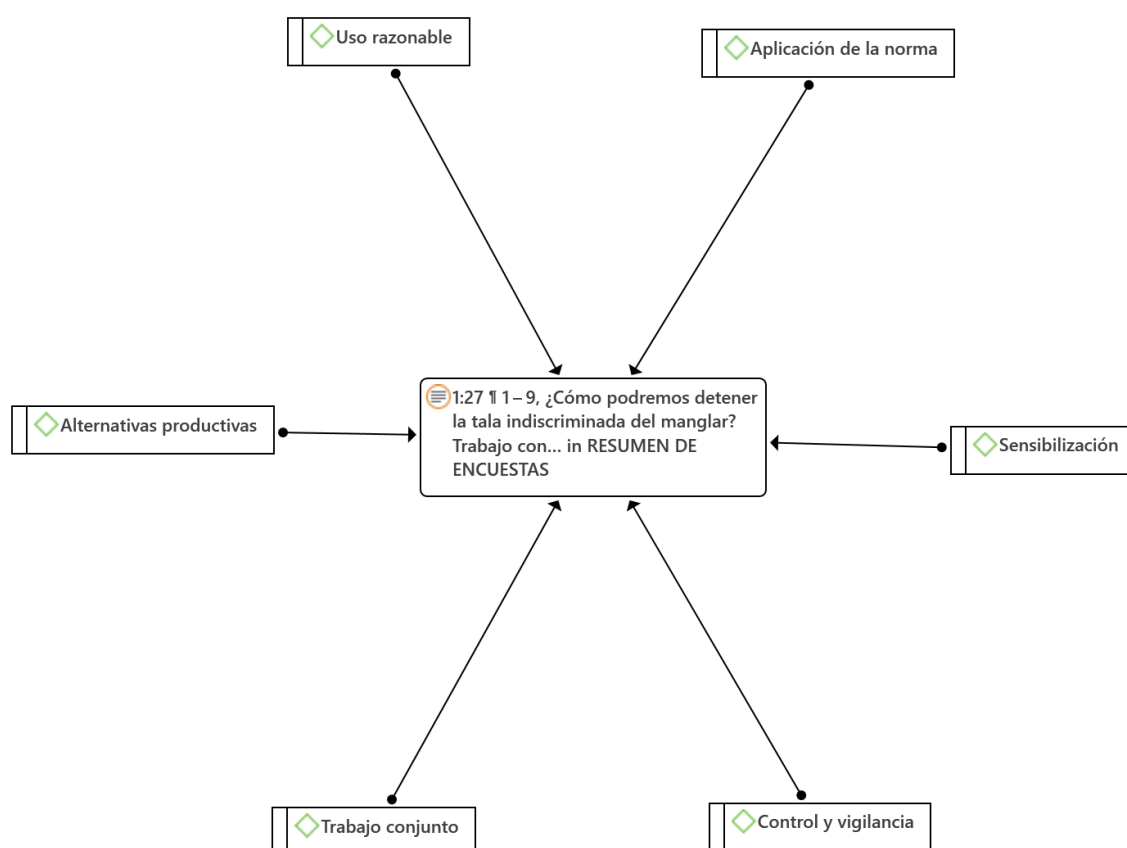 Uso razonable
Aplicación de la norma
1:27 ¶ 1 – 9, ¿Cómo podremos detener
la tala indiscriminada del manglar?
Trabajo con... in RESUMEN DE
ENCUESTAS
Alternativas productivas
Sensibilización
Trabajo conjunto
Control y vigilancia